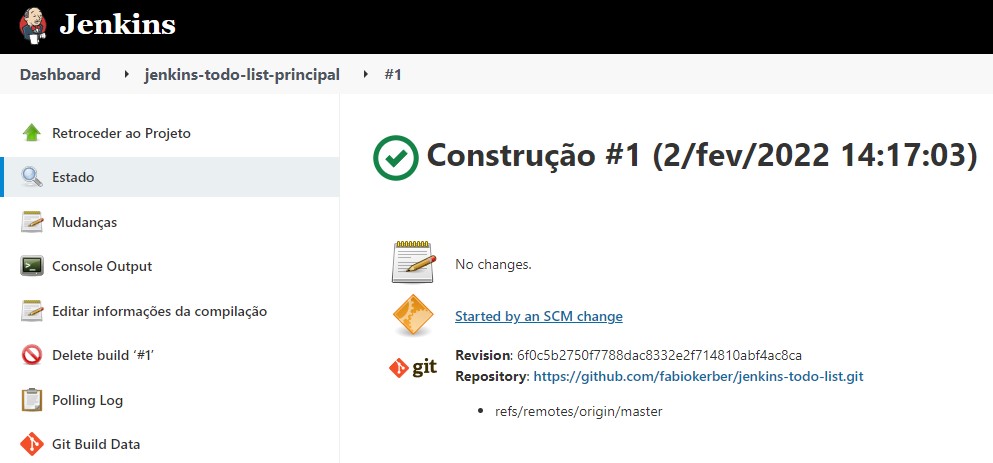 Jenkins
Dashboard
jenkins-todo-list-principal
#1
Retroceder ao Projeto
Estado
Mudanças
Console Output
Editar informações da compilação
Delete build ‘#1’
Polling Log
Git Build Data
Construção #1 (2/fev/2022 14:17:03)
No changes.
Started by an SCM change
git
Revision: 6f0c5b2750f7788dac8332e2f714810abf4ac8ca
Repository: https://github.com/fabiokerber/jenkins-todo-list.git
refs/remotes/origin/master